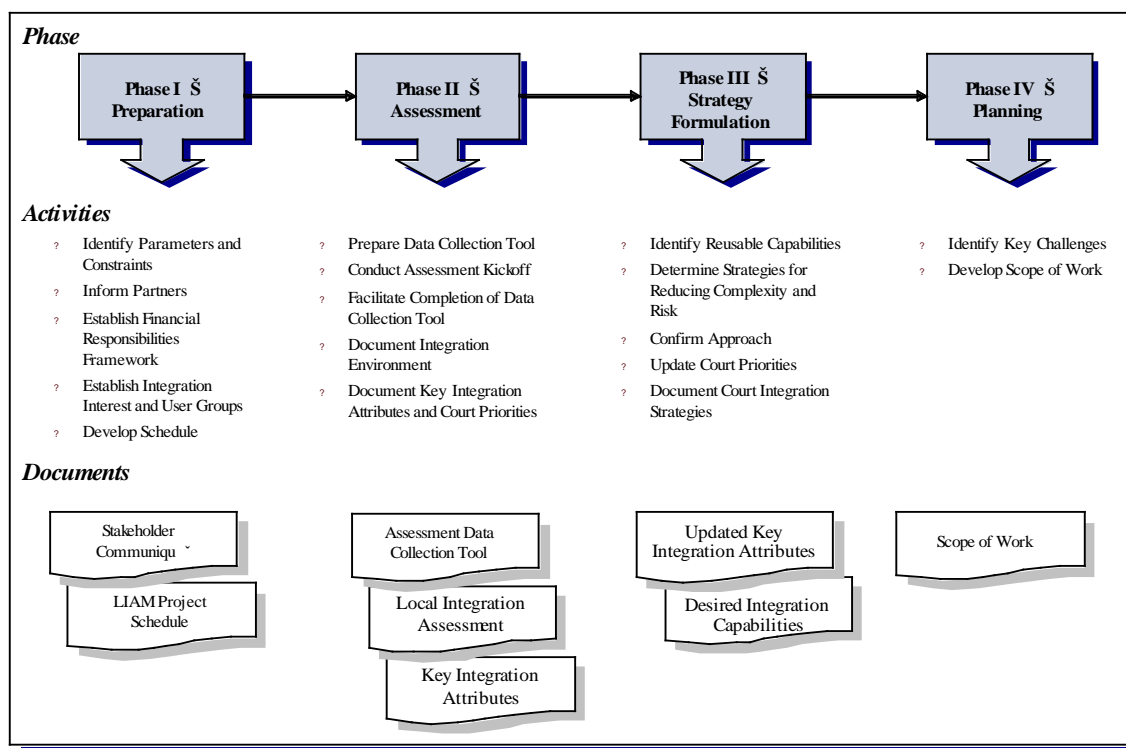 Phase
Phase I Š
Preparation
Phase II Š
Assessment
Phase III Š
Strategy
Formulation
Phase IV Š
Planning
Activities
? Identify Parameters and
Constraints
? Inform Partners
? Establish Financial
Responsibilities
Framework
? Establish Integration
Interest and User Groups
? Develop Schedule
? Prepare Data Collection Tool
? Conduct Assessment Kickoff
? Facilitate Completion of Data
Collection Tool
? Document Integration
Environment
? Document Key Integration
Attributes and Court Priorities
? Identify Reusable Capabilities
? Determine Strategies for
Reducing Complexity and
Risk
? Confirm Approach
? Update Court Priorities
? Document Court Integration
Strategies
? Identify Key Challenges
? Develop Scope of Work
Documents
Stakeholder
Communiqu ˇ
LIAM Project
Schedule
Assessment Data
Collection Tool
Local Integration
Assessment
Key Integration
Attributes
Updated Key
Integration Attributes
Desired Integration
Capabilities
Scope of Work